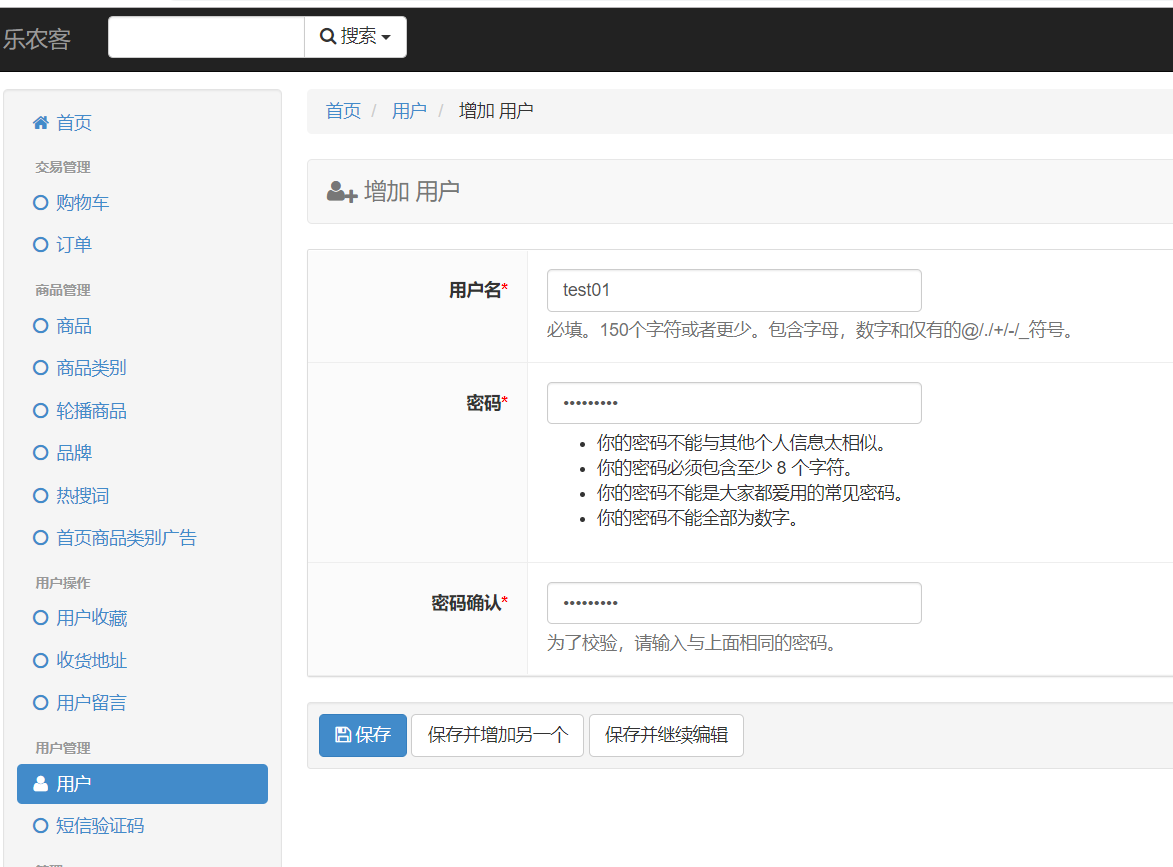 乐农客
搜索
首页
交易管理
购物车
订单
商品管理
商品
商品类别
轮播商品
品牌
热搜词
首页商品类别广告
用户操作
用户收藏
收货地址
用户留言
用户管理
用户
短信验证码
首页 / 用户 / 增加 用户
增加 用户
用户名*
test01
必填。150个字符或者更少。包含字母，数字和仅有的@/./+/-/_符号。
密码*
•••••••••
• 你的密码不能与其他个人信息太相似。
• 你的密码必须包含至少 8 个字符。
• 你的密码不能是大家都爱用的常见密码。
• 你的密码不能全部为数字。
密码确认*
•••••••••
为了校验，请输入与上面相同的密码。
保存 保存并增加另一个 保存并继续编辑